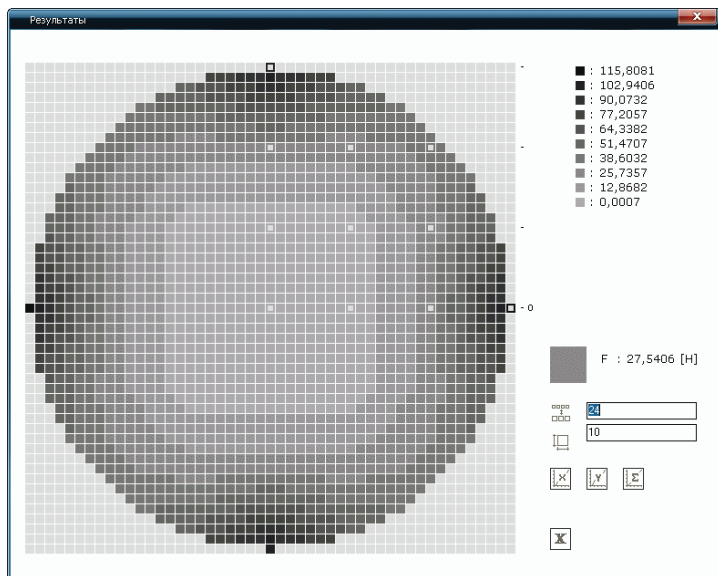 Результаты
: 115,8081
: 102,9406
: 90,0732
: 77,2057
: 64,3382
: 51,4707
: 38,6032
: 25,7357
: 12,8682
: 0,0007
- 0
F : 27,5406 [H]
24
10
X
Y
Σ
X